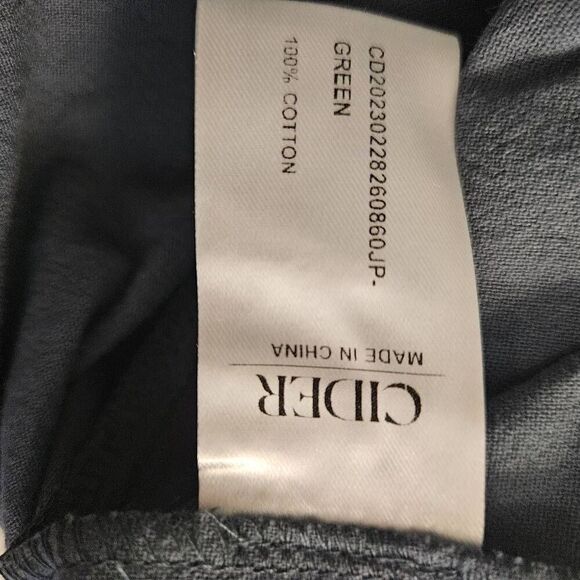 CIDER
MADE IN CHINA
CD20230228260860JP-
GREEN
100% COTTON